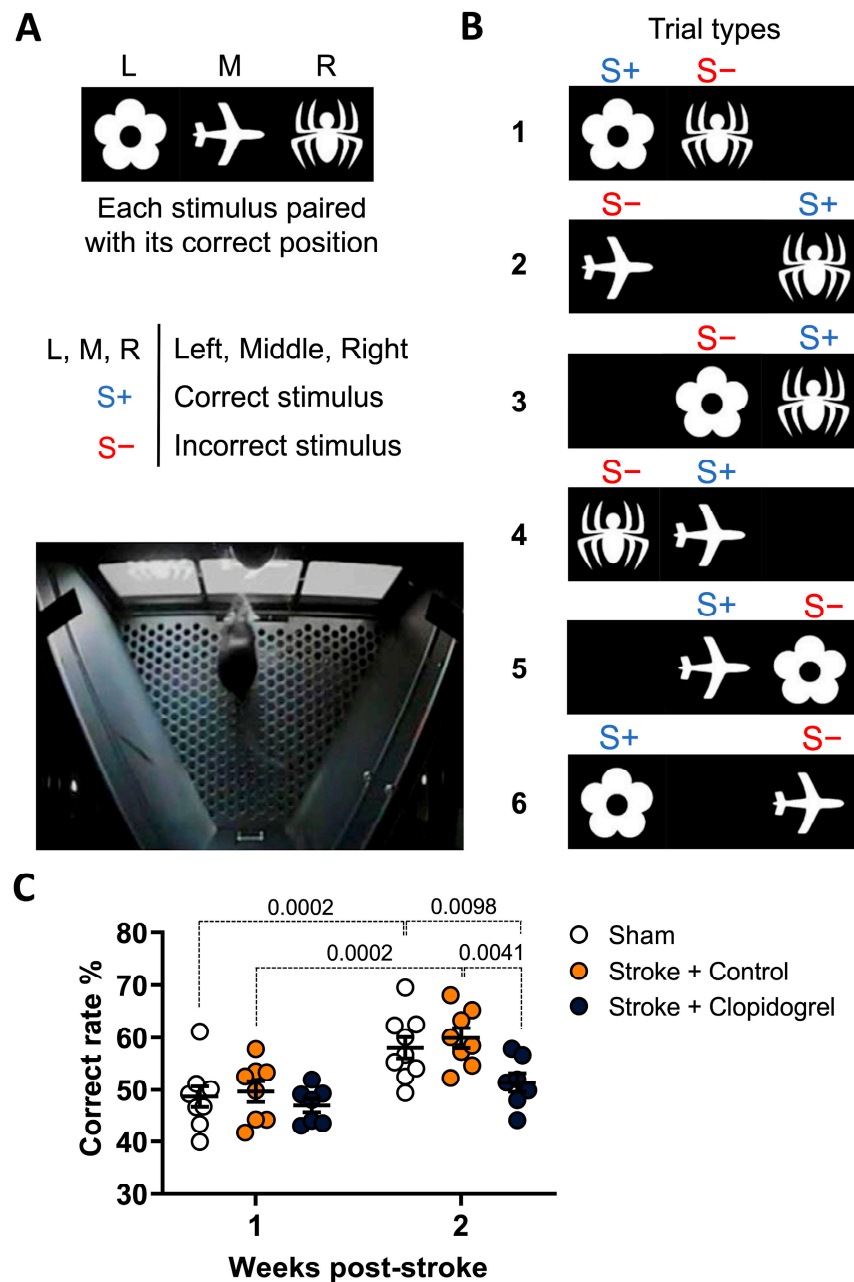 A
L M R
Each stimulus paired
with its correct position
L, M, R Left, Middle, Right
S+ Correct stimulus
S− Incorrect stimulus
B
Trial types
S+ S−
1
S− S+
2
S− S+
3
S− S+
4
S+ S−
5
S+ S−
6
C
0.0002 0.0098
0.0002 0.0041
80
70
60
50
40
30
Correct rate %
1 2
Weeks post-stroke
Sham
Stroke + Control
Stroke + Clopidogrel